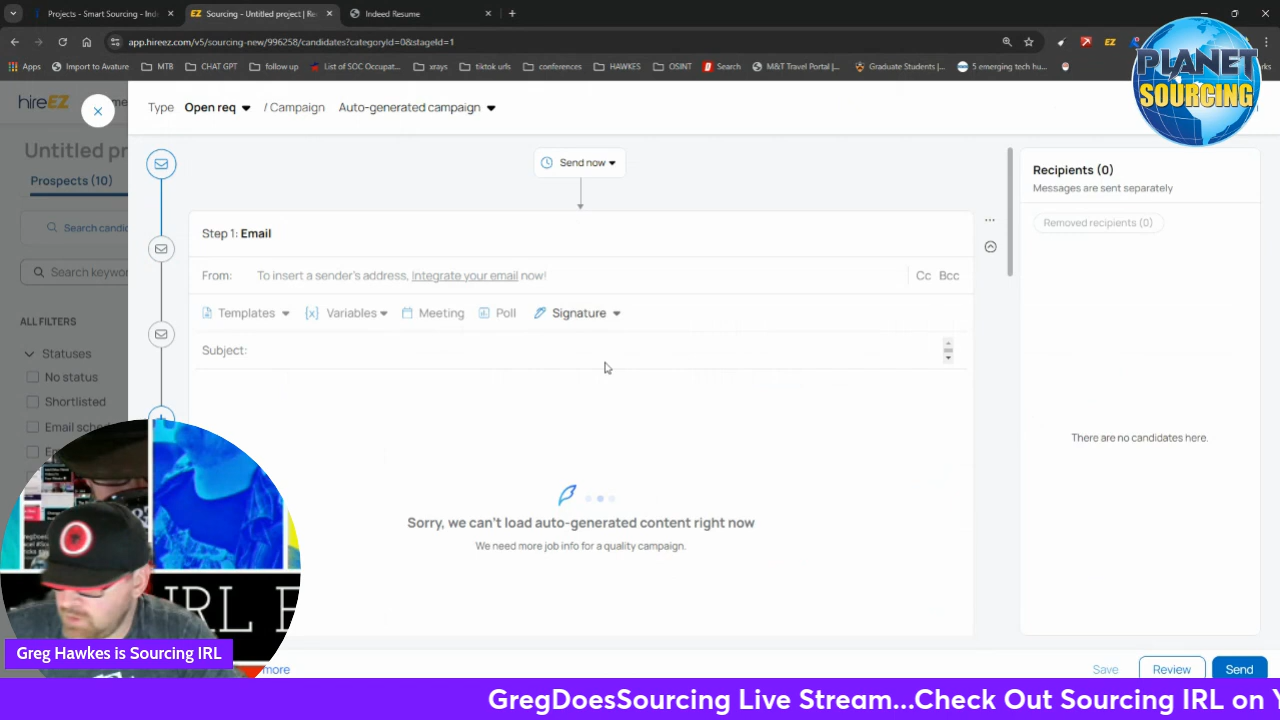 Projects - Smart Sourcing - Ind
Sourcing - Untitled project | Re
Indeed Resume
app.hireez.com/v5/sourcing-new/996258/candidates?categoryId=0&stageId=1
Apps
Import to Avature
MTB
CHAT GPT
follow up
List of SOC Occupat...
xrays
tiktok urls
conferences
HAWKES
OSINT
Search
M&T Travel Portal |...
Graduate Students |...
5 emerging tech hu...
PLANET
SOURCING
hireEZ
me
Type Open req / Campaign Auto-generated campaign
Untitled pr
Prospects (10)
Search candid
Search keywor
ALL FILTERS
Statuses
No status
Shortlisted
Email sche
Send now
Step 1: Email
From: To insert a sender's address, Integrate your email now!
Cc Bcc
Templates
{x} Variables
Meeting
Poll
Signature
Subject:
Sorry, we can't load auto-generated content right now
We need more job info for a quality campaign.
Recipients (0)
Messages are sent separately
Removed recipients (0)
There are no candidates here.
IRL
Greg Hawkes is Sourcing IRL
more
Save
Review
Send
GregDoesSourcing Live Stream...Check Out Sourcing IRL on Y